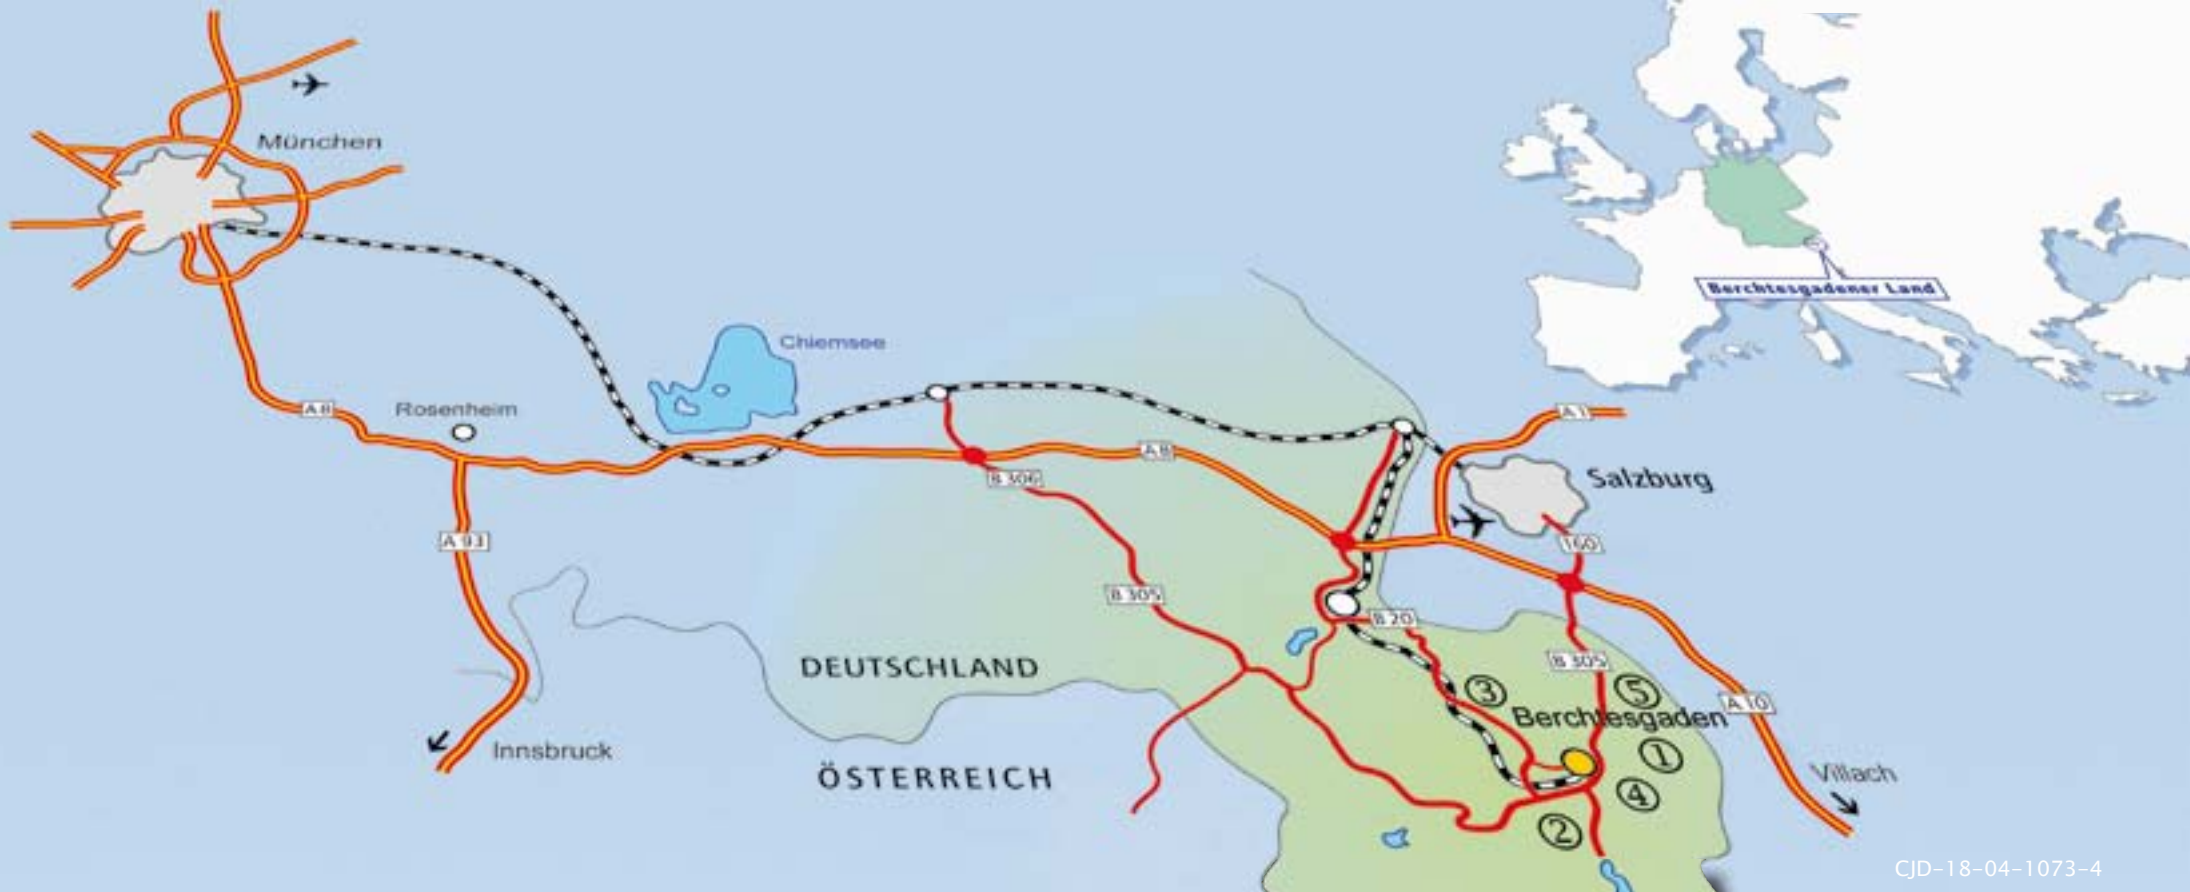 München
Berchtesgadener Land
Chiemsee
A 8
Rosenheim
A 1
A 8
Salzburg
B 306
A 93
160
B 305
B 20
DEUTSCHLAND
B 305
③
⑤
A 10
Berchtesgaden
Innsbruck
①
ÖSTERREICH
Villach
④
②
CJD-18-04-1073-4